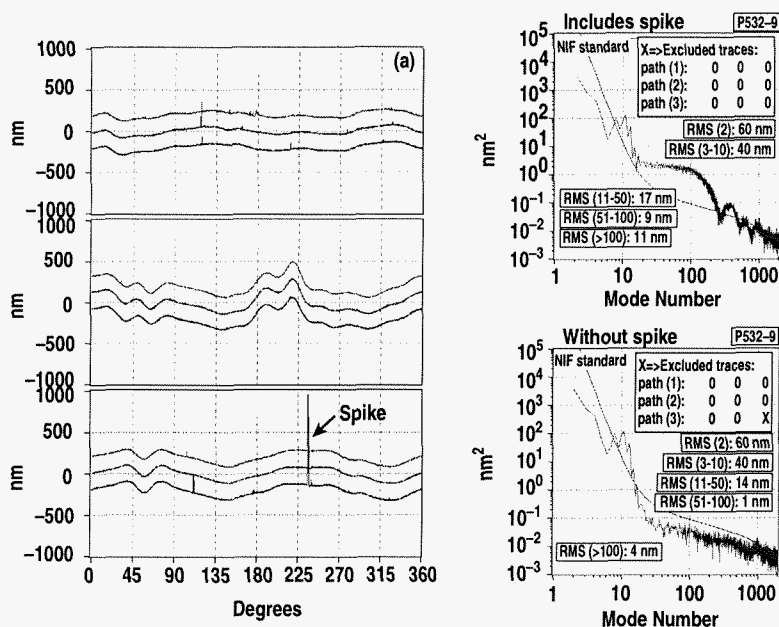 (a)
1000
500
0
−500
−1000
nm
1000
500
0
−500
nm
1000
500
0
−500
−1000
nm
Spike
0 45 90 135 180 225 270 315 360
Degrees
Includes spike
P532–9
10^5
10^4
10^3
10^2
10^1
10^0
10^-1
10^-2
10^-3
nm^2
NIF standard
X=>Excluded traces:
path (1): 0 0 0
path (2): 0 0 0
path (3): 0 0 0
RMS (2): 60 nm
RMS (3-10): 40 nm
RMS (11-50): 17 nm
RMS (51-100): 9 nm
RMS (>100): 11 nm
1 10 100 1000
Mode Number
Without spike
P532–9
10^5
10^4
10^3
10^2
10^1
10^0
10^-1
10^-2
10^-3
nm^2
NIF standard
X=>Excluded traces:
path (1): 0 0 0
path (2): 0 0 0
path (3): 0 0 X
RMS (2): 60 nm
RMS (3-10): 40 nm
RMS (11-50): 14 nm
RMS (51-100): 1 nm
RMS (>100): 4 nm
1 10 100 1000
Mode Number